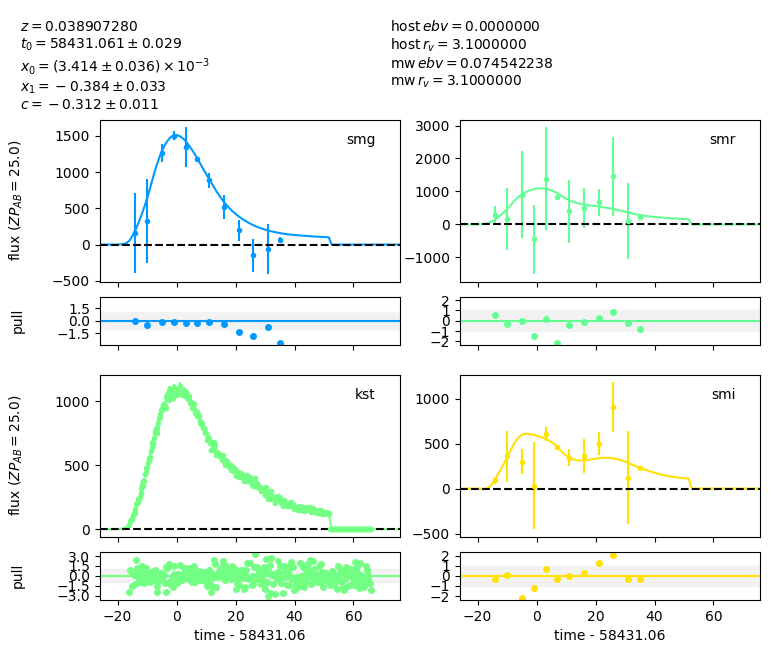 z = 0.038907280
t₀ = 58431.061 ± 0.029
x₀ = (3.414 ± 0.036) × 10⁻³
x₁ = −0.384 ± 0.033
c = −0.312 ± 0.011
host ebv = 0.0000000
host r_v = 3.1000000
mw ebv = 0.074542238
mw r_v = 3.1000000
flux (ZP_AB = 25.0)
1500
1000
500
0
−500
smg
3000
2000
1000
0
−1000
smr
pull
1.5
0.0
−1.5
2
1
0
−1
−2
flux (ZP_AB = 25.0)
1000
500
0
kst
1000
500
0
−500
smi
pull
3.0
1.5
0.0
−1.5
−3.0
2
1
0
−1
−2
−20 0 20 40 60
−20 0 20 40 60
time - 58431.06
time - 58431.06